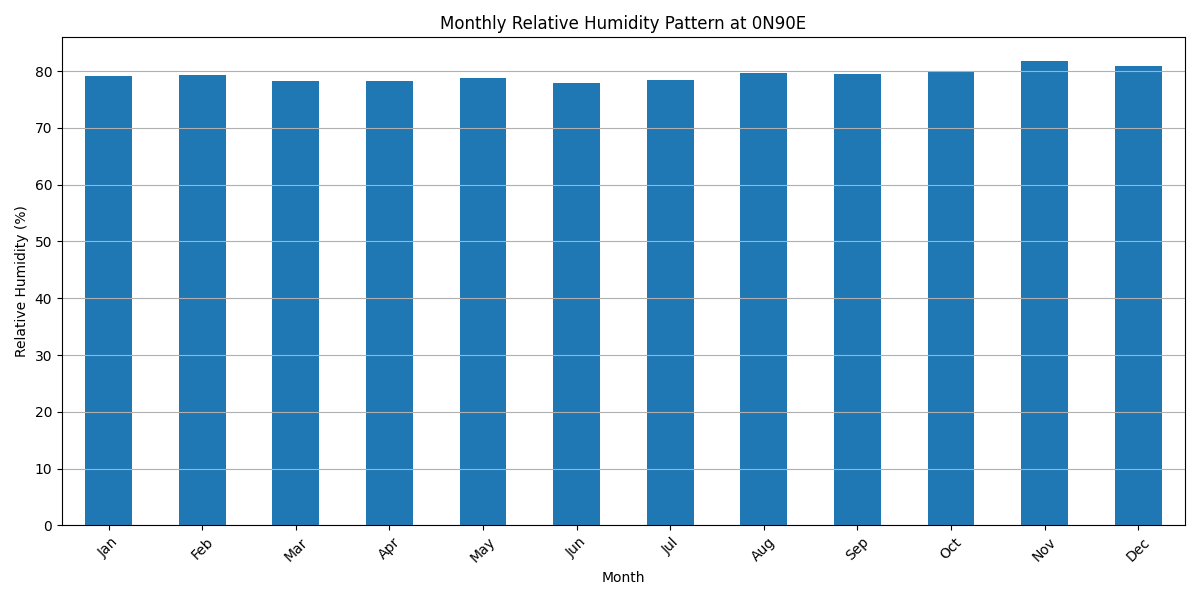 Monthly Relative Humidity Pattern at 0N90E
Relative Humidity (%)
80
70
60
50
40
30
20
10
0
Jan Feb Mar Apr May Jun Jul Aug Sep Oct Nov Dec
Month